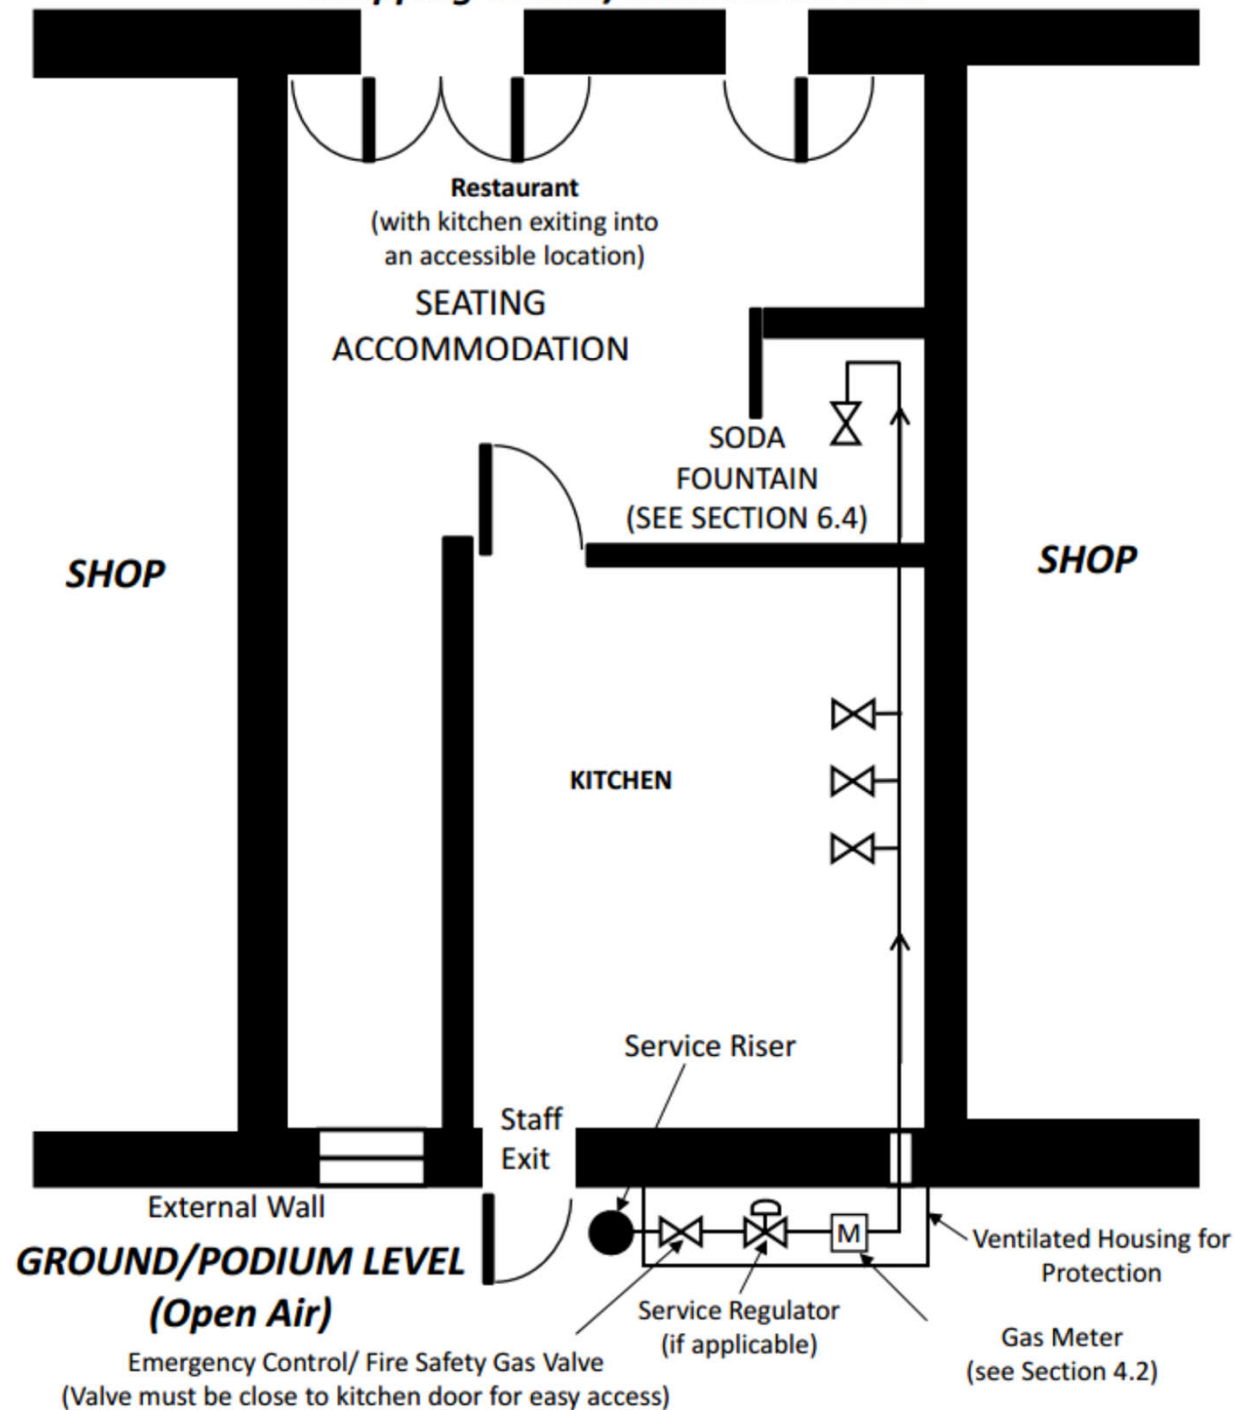 Restaurant
(with kitchen exiting into
an accessible location)
SEATING
ACCOMMODATION
SODA
FOUNTAIN
(SEE SECTION 6.4)
SHOP
SHOP
KITCHEN
Service Riser
Staff
Exit
External Wall
GROUND/PODIUM LEVEL
(Open Air)
M
Ventilated Housing for
Protection
Service Regulator
(if applicable)
Gas Meter
(see Section 4.2)
Emergency Control/ Fire Safety Gas Valve
(Valve must be close to kitchen door for easy access)